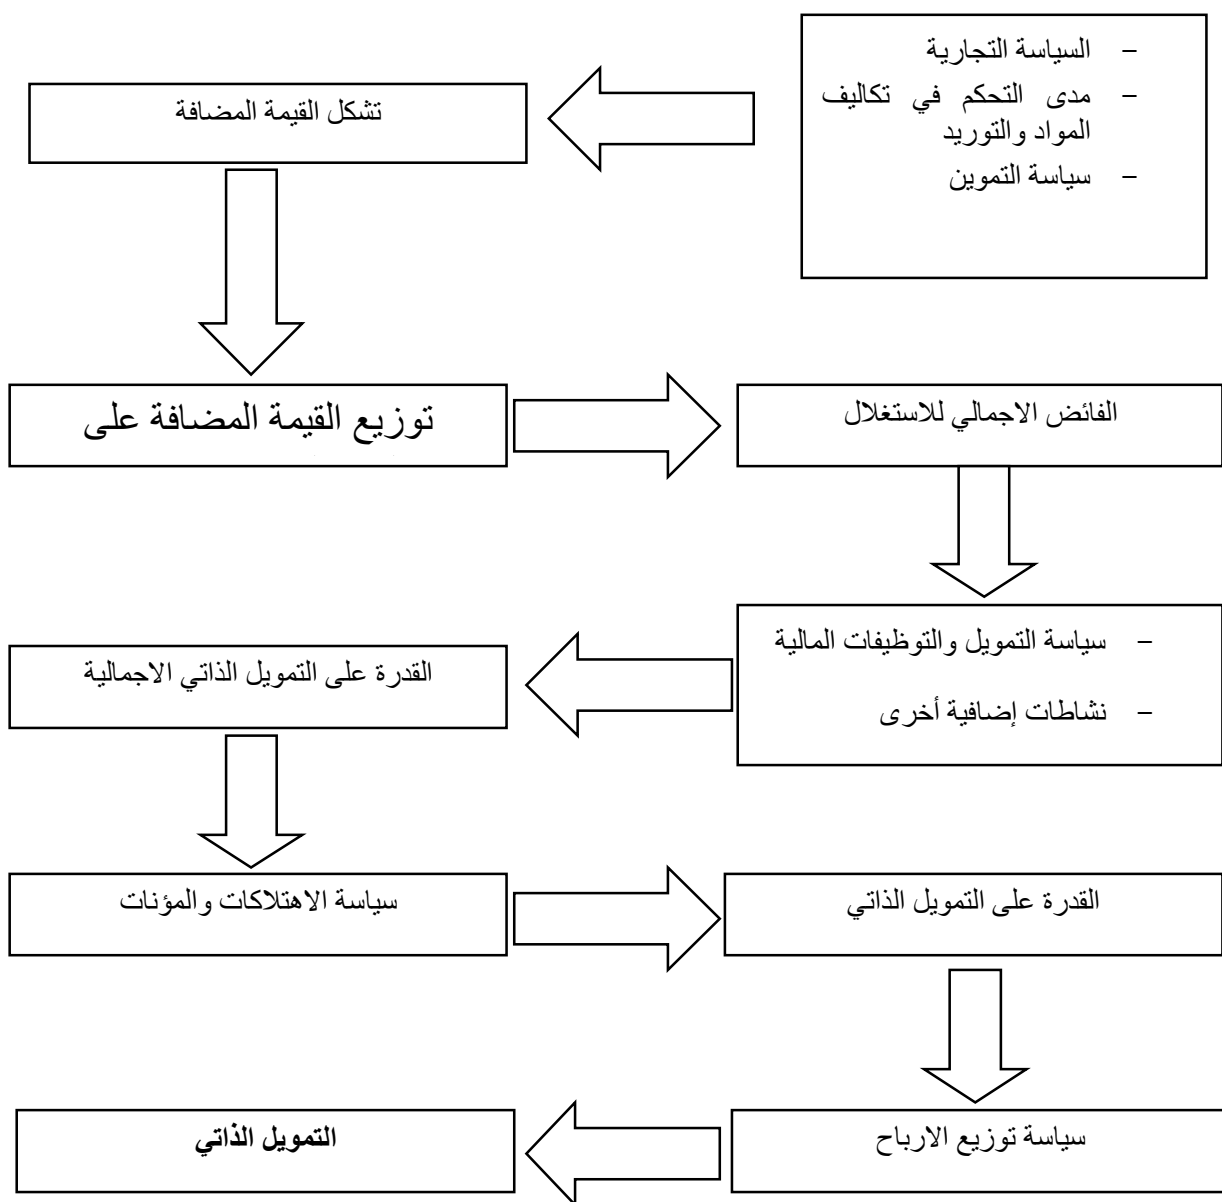 – السياسة التجارية
– مدى التحكم في تكاليف
المواد والتوريد
– سياسة التموين
تشكل القيمة المضافة
توزيع القيمة المضافة على
الفائض الاجمالي للاستغلال
– سياسة التمويل والتوظيفات المالية
– نشاطات إضافية أخرى
القدرة على التمويل الذاتي الاجمالية
سياسة الاهتلاكات والمؤنات
القدرة على التمويل الذاتي
سياسة توزيع الارباح
التمويل الذاتي